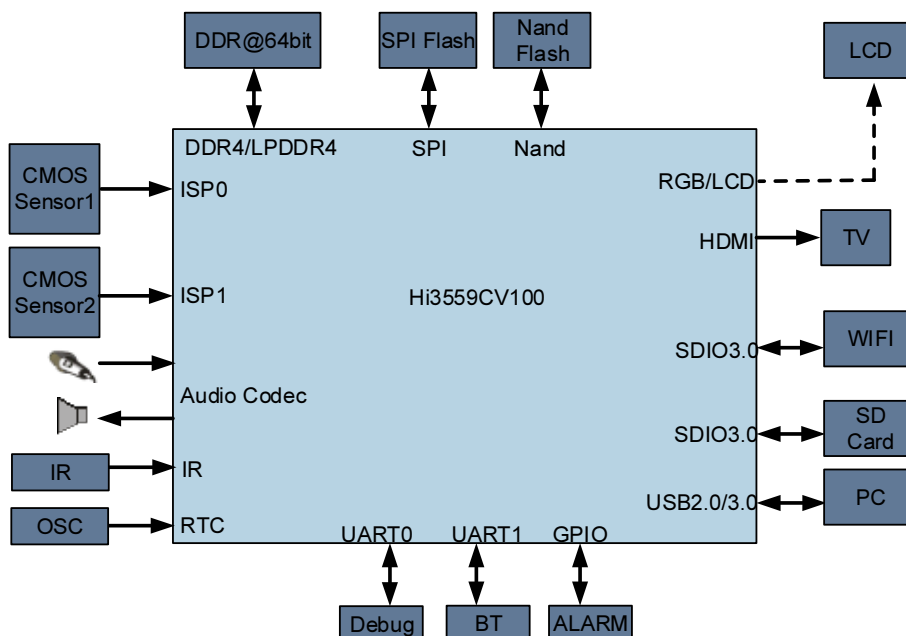 DDR@64bit
SPI Flash
Nand
Flash
LCD
DDR4/LPDDR4
SPI
Nand
CMOS
Sensor1
ISP0
RGB/LCD
HDMI
TV
CMOS
Sensor2
ISP1
Hi3559CV100
SDIO3.0
WIFI
Audio Codec
SDIO3.0
SD
Card
IR
IR
USB2.0/3.0
PC
OSC
RTC
UART0
UART1
GPIO
Debug
BT
ALARM